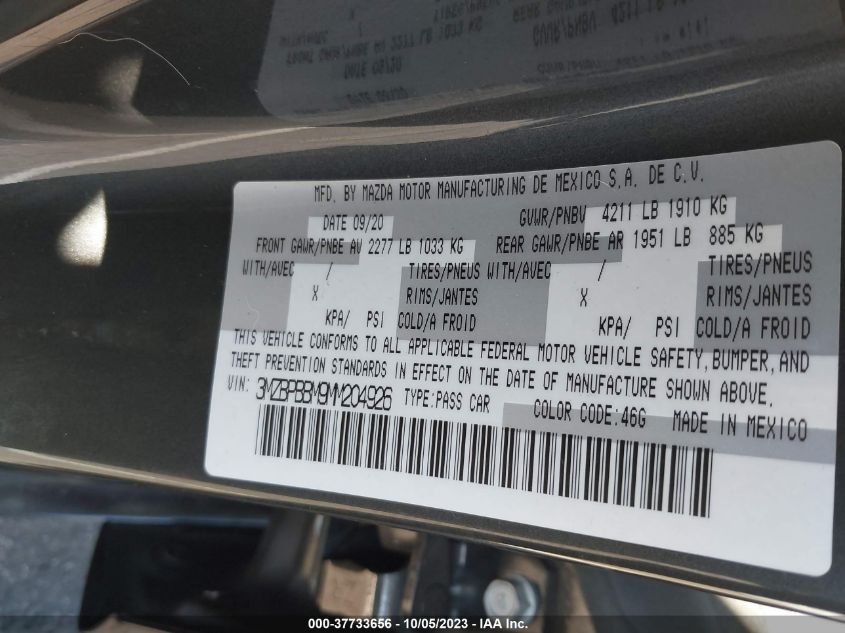 MFD. BY MAZDA MOTOR MANUFACTURING DE MEXICO S.A. DE C.V.
DATE 09/20 GVWR/PNBV 4211 LB 1910 KG
FRONT GAWR/PNBE AV 2277 LB 1033 KG REAR GAWR/PNBE AR 1951 LB 885 KG
WITH/AVEC / TIRES/PNEUS WITH/AVEC / TIRES/PNEUS
X RIMS/JANTES X RIMS/JANTES
KPA/ PSI COLD/A FROID KPA/ PSI COLD/A FROID
THIS VEHICLE CONFORMS TO ALL APPLICABLE FEDERAL MOTOR VEHICLE SAFETY, BUMPER, AND
THEFT PREVENTION STANDARDS IN EFFECT ON THE DATE OF MANUFACTURE SHOWN ABOVE.
VIN: 3MZBPBBM9MM204926 TYPE:PASS CAR COLOR CODE:46G MADE IN MEXICO
000-37733656 - 10/05/2023 - IAA Inc.